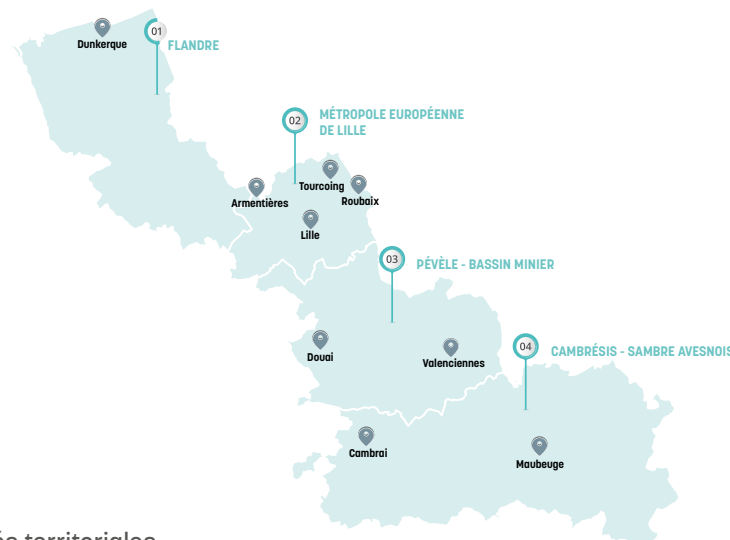 01
FLANDRE
Dunkerque
02
MÉTROPOLE EUROPÉENNE
DE LILLE
Tourcoing
Armentières
Roubaix
Lille
03
PÉVÈLE - BASSIN MINIER
Douai
Valenciennes
04
CAMBRÉSIS - SAMBRE AVESNOIS
Cambrai
Maubeuge
territoriales